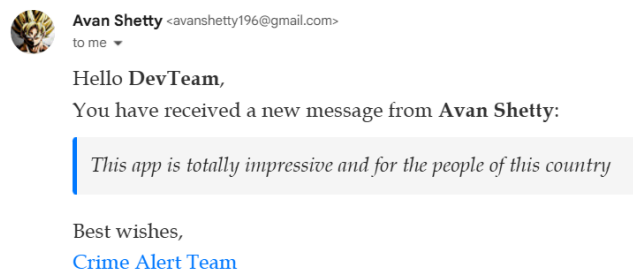 Avan Shetty <avanshetty196@gmail.com>
to me
Hello DevTeam,
You have received a new message from Avan Shetty:
This app is totally impressive and for the people of this country
Best wishes,
Crime Alert Team